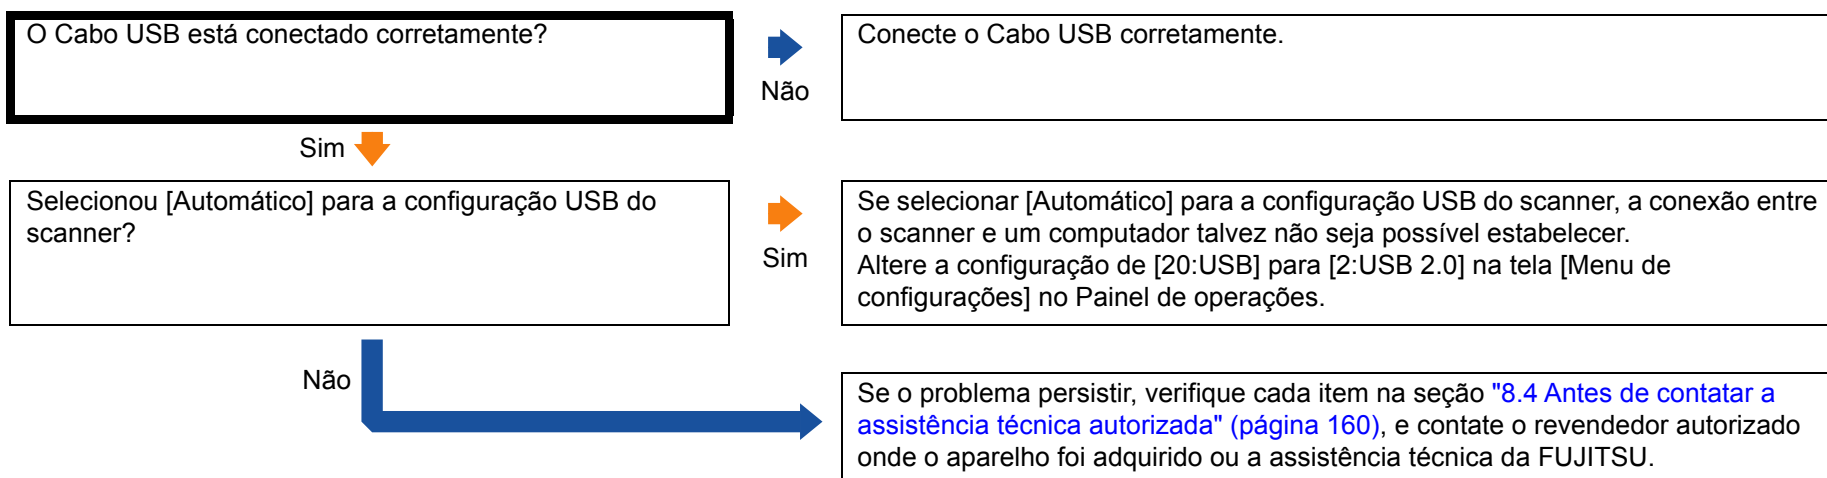 O Cabo USB está conectado corretamente?
Não
Conecte o Cabo USB corretamente.
Sim
Selecionou [Automático] para a configuração USB do
scanner?
Sim
Se selecionar [Automático] para a configuração USB do scanner, a conexão entre
o scanner e um computador talvez não seja possível estabelecer.
Altere a configuração de [20:USB] para [2:USB 2.0] na tela [Menu de
configurações] no Painel de operações.
Não
Se o problema persistir, verifique cada item na seção "8.4 Antes de contatar a
assistência técnica autorizada" (página 160), e contate o revendedor autorizado
onde o aparelho foi adquirido ou a assistência técnica da FUJITSU.